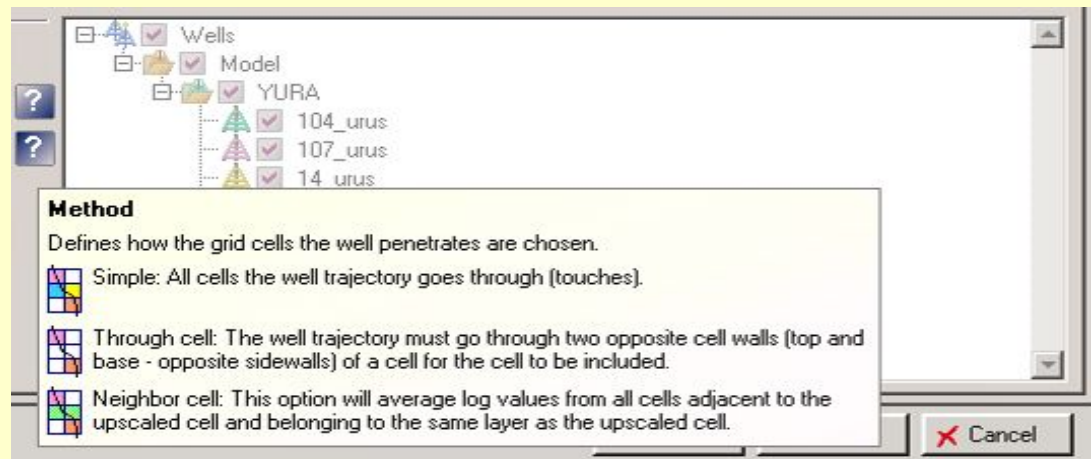 Wells
Model
YURA
104_urus
107_urus
14_urus
?
?
Method
Defines how the grid cells the well penetrates are chosen.
Simple: All cells the well trajectory goes through (touches).
Through cell: The well trajectory must go through two opposite cell walls (top and
base - opposite sidewalls) of a cell for the cell to be included.
Neighbor cell: This option will average log values from all cells adjacent to the
upscaled cell and belonging to the same layer as the upscaled cell.
Cancel